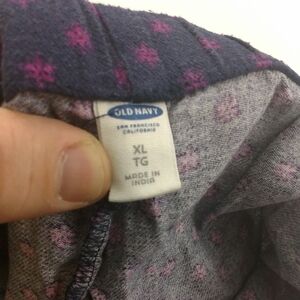 OLD NAVY
SAN FRANCISCO
CALIFORNIA
XL
TG
MADE IN
INDIA